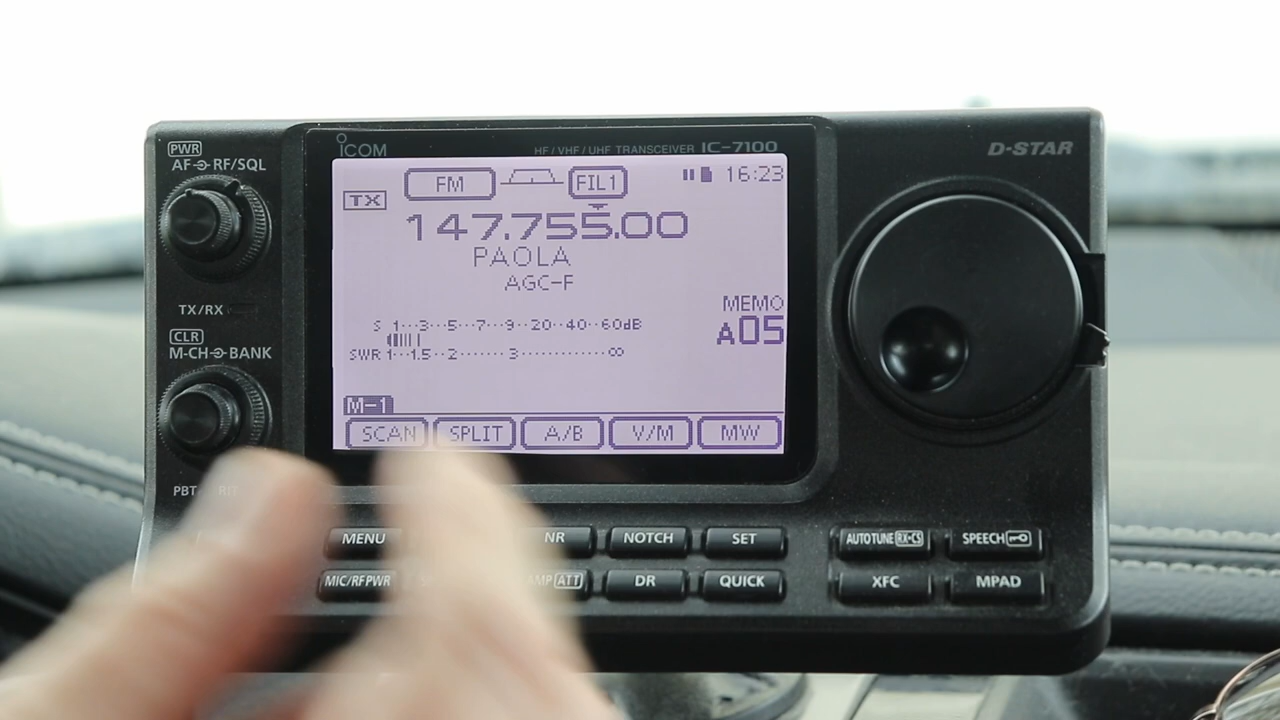 ICOM
HF / VHF / UHF TRANSCEIVER IC-7100
D-STAR
PWR
AF RF/SQL
FM FIL1 16:23
TX
147.755.00
PAOLA
AGC-F
MEMO
A05
S 1 3 5 7 9 20 40 60dB
SWR 1 1.5 2 3 ∞
TX/RX
CLR
M-CH BANK
M-1
SCAN SPLIT A/B V/M MW
PBT RIT
MENU NR NOTCH SET AUTOTUNE RX-CS SPEECH
MIC/RF PWR AMP ATT DR QUICK XFC MPAD